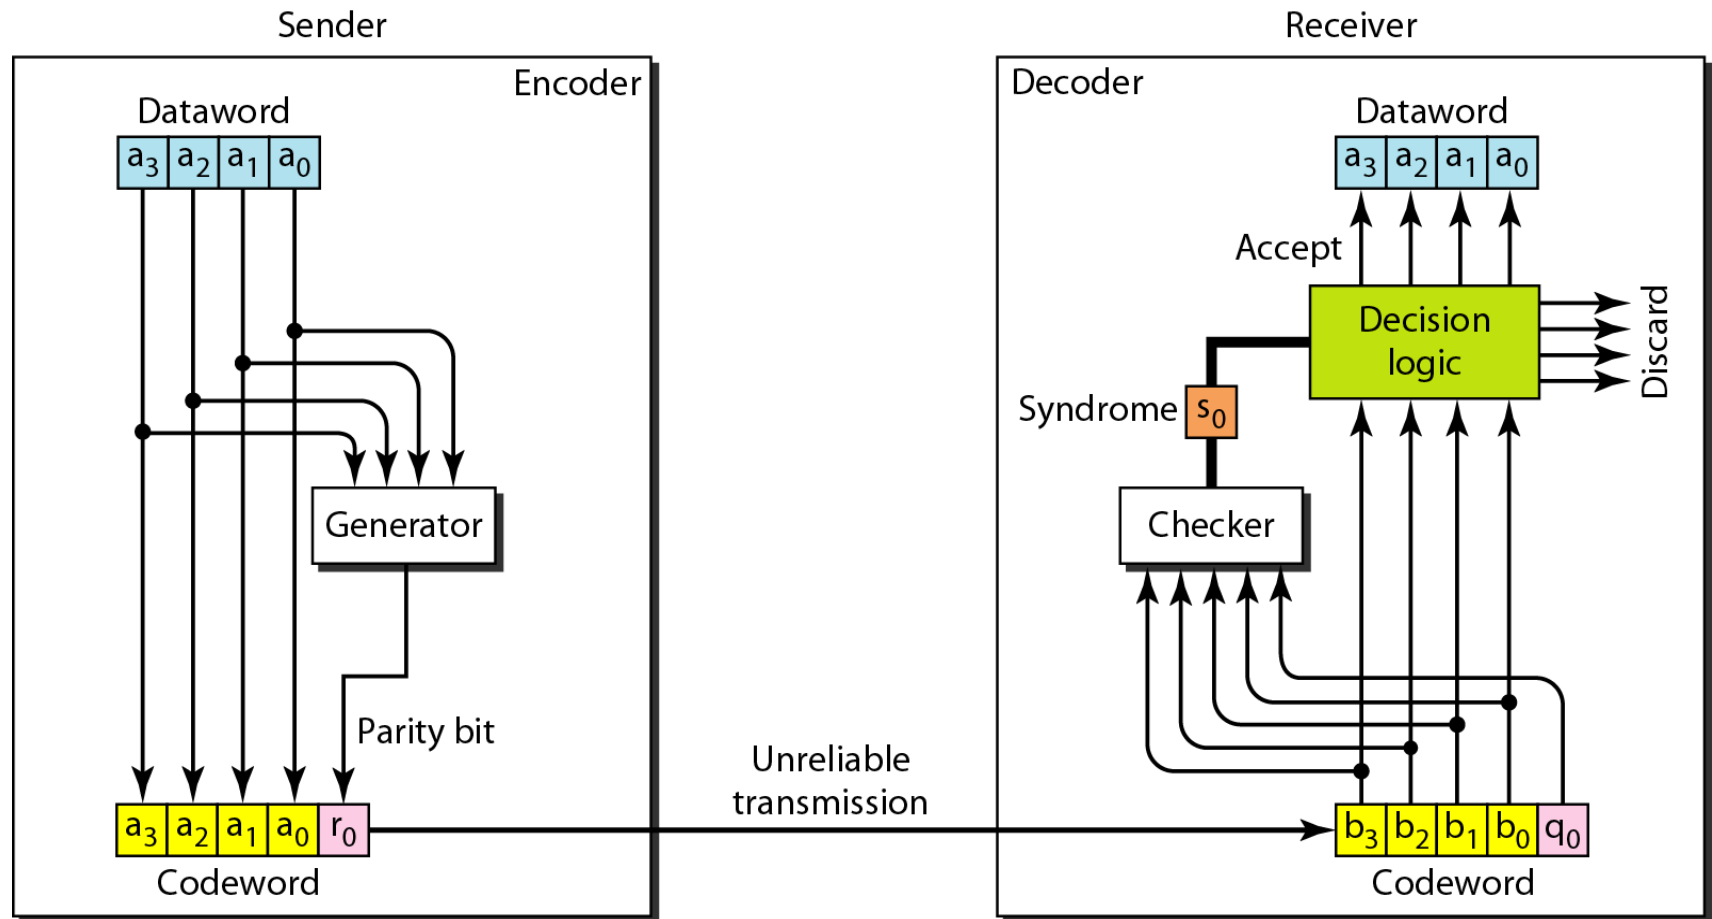 Sender
Encoder
Dataword
a3 a2 a1 a0
Generator
Parity bit
a3 a2 a1 a0 r0
Codeword
Unreliable
transmission
Receiver
Decoder
Dataword
a3 a2 a1 a0
Accept
Decision
logic
Discard
Syndrome s0
Checker
b3 b2 b1 b0 q0
Codeword